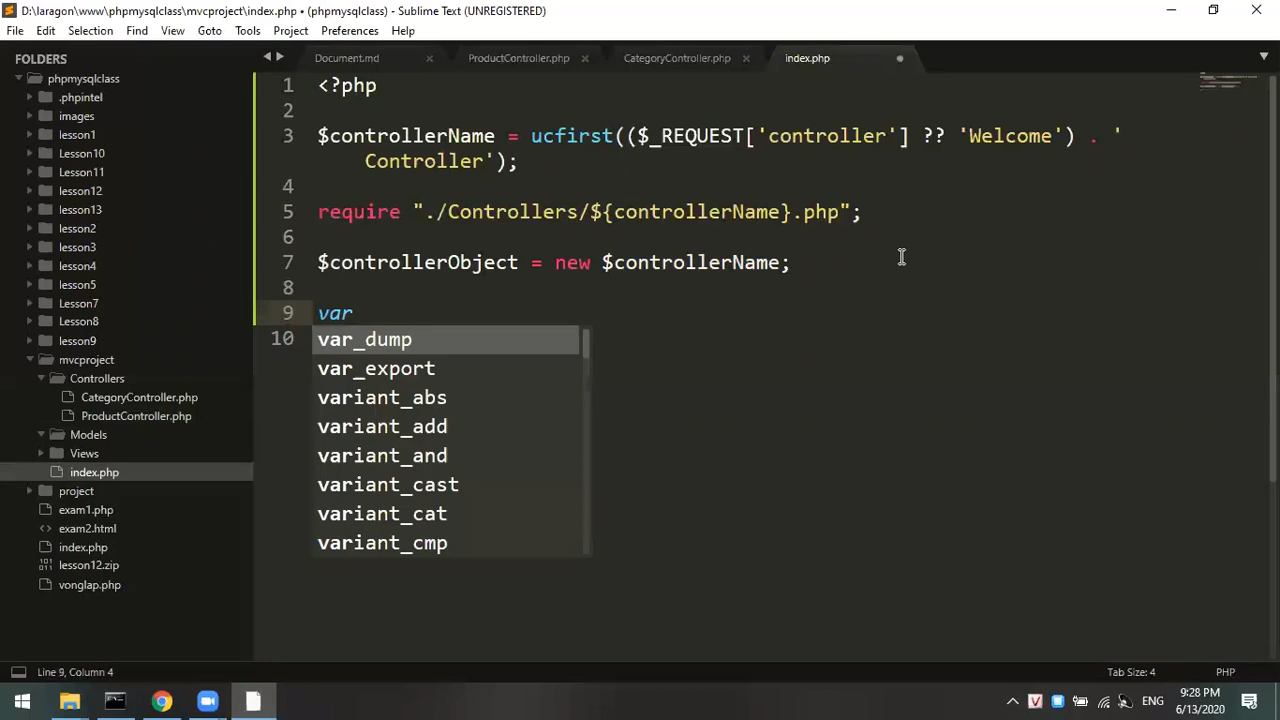 D:\laragon\www\phpmysqlclass\mvcproject\index.php • (phpmysqlclass) - Sublime Text (UNREGISTERED)
File Edit Selection Find View Goto Tools Project Preferences Help
FOLDERS
phpmysqlclass
.phpintel
images
lesson1
Lesson10
Lesson11
lesson12
lesson13
lesson2
lesson3
lesson4
lesson5
Lesson7
Lesson8
lesson9
mvcproject
Controllers
CategoryController.php
ProductController.php
Models
Views
index.php
project
exam1.php
exam2.html
index.php
lesson12.zip
vonglap.php
Document.md ProductController.php CategoryController.php index.php
1 <?php
2
3 $controllerName = ucfirst(($_REQUEST['controller'] ?? 'Welcome') . '
Controller');
4
5 require "./Controllers/${controllerName}.php";
6
7 $controllerObject = new $controllerName;
8
9 var
10
var_dump
var_export
variant_abs
variant_add
variant_and
variant_cast
variant_cat
variant_cmp
Line 9, Column 4 Tab Size: 4 PHP
ENG
9:28 PM
6/13/2020